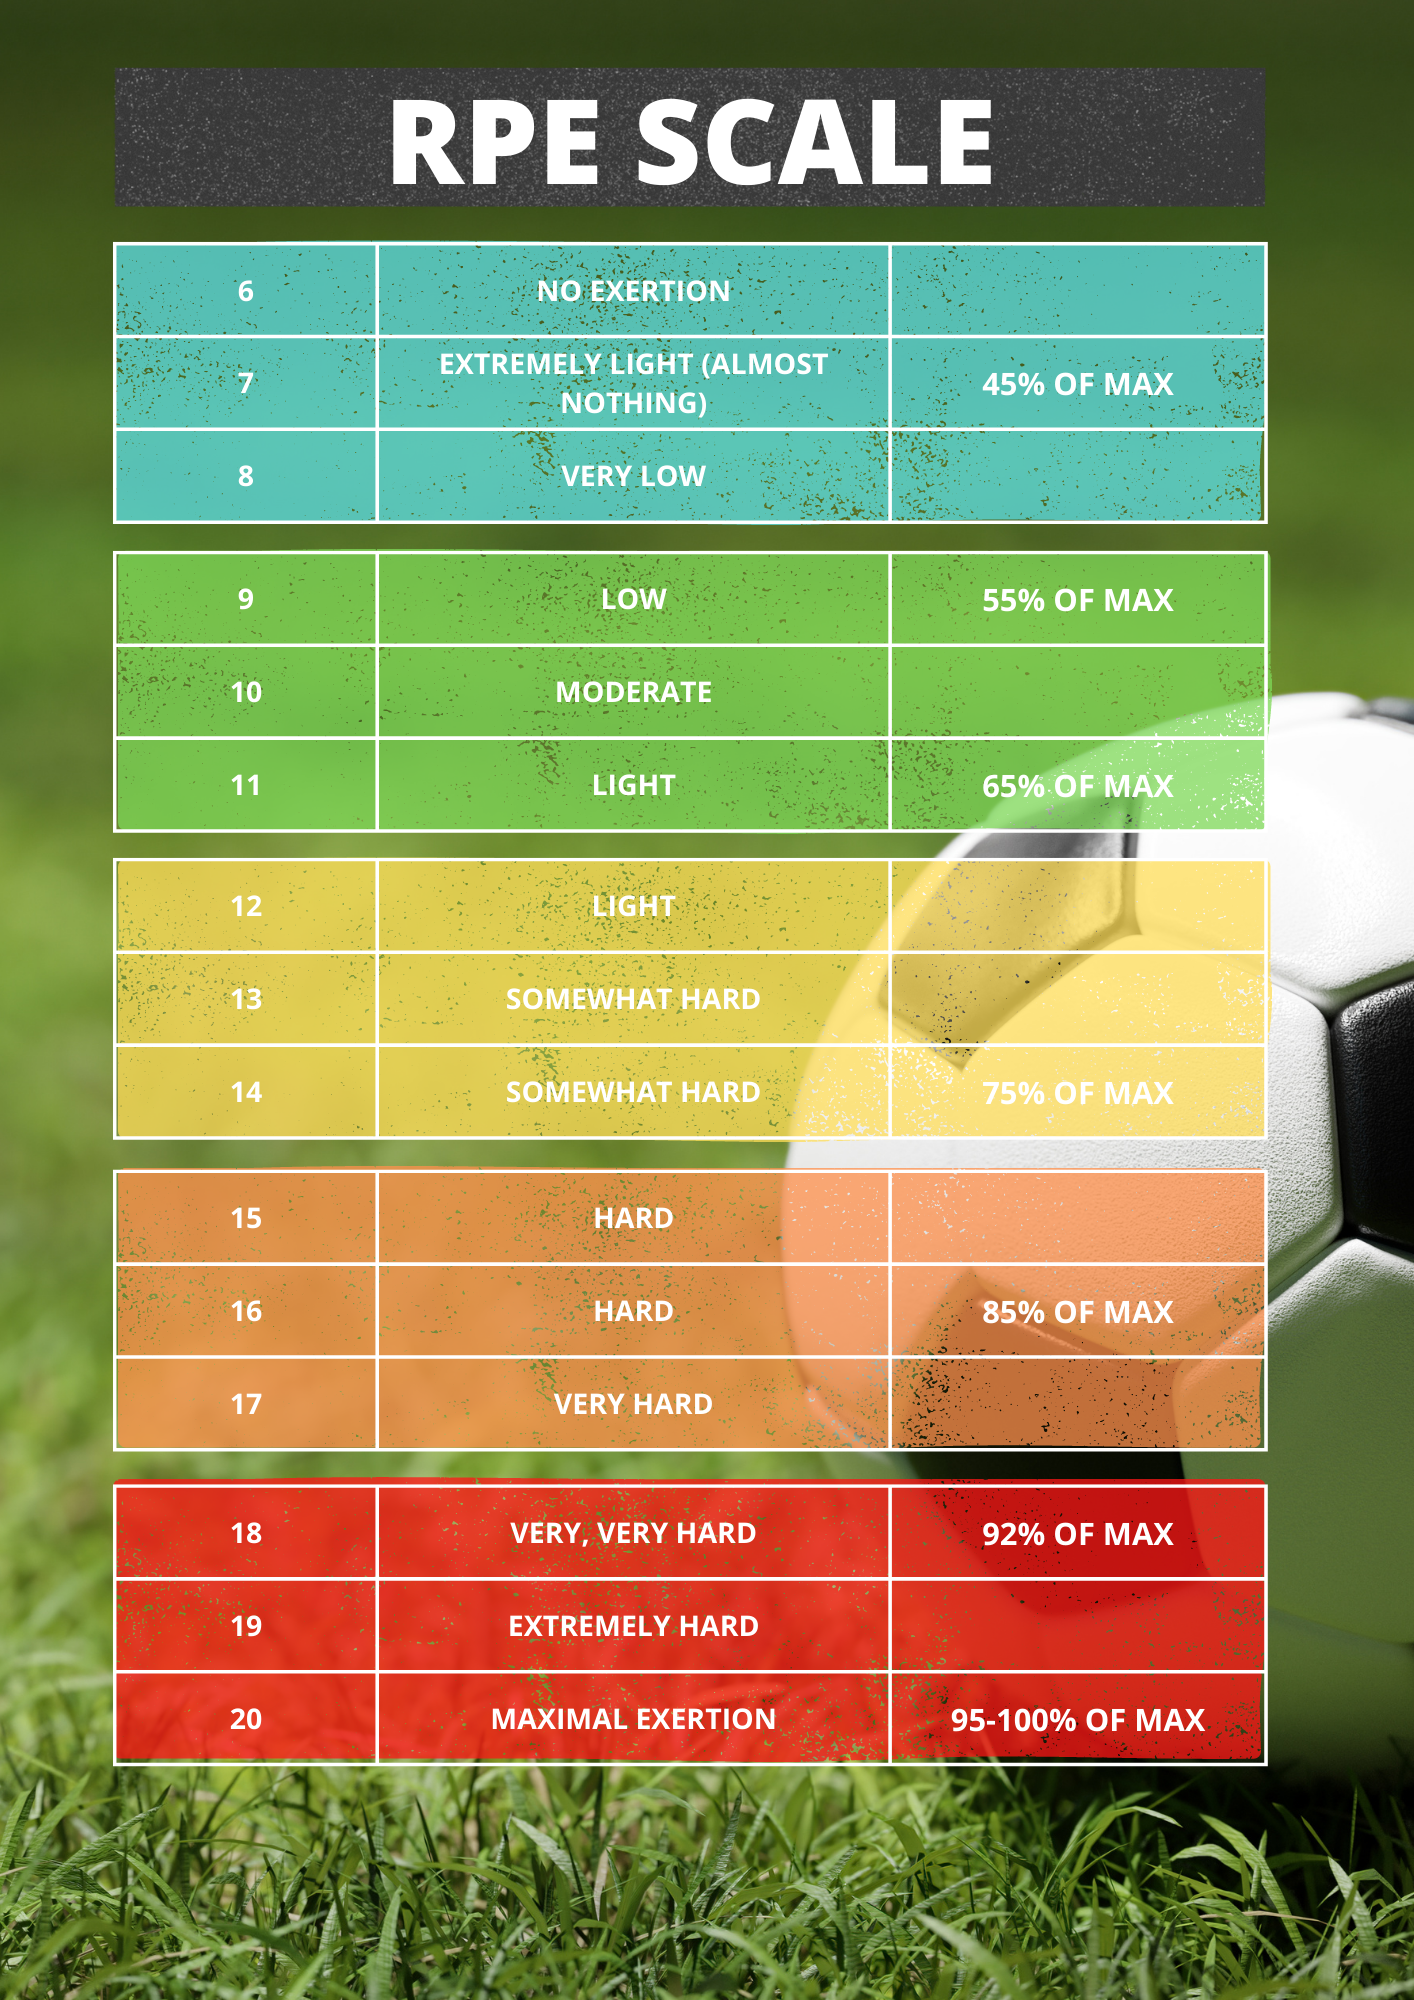 RPE SCALE
6 NO EXERTION
7 EXTREMELY LIGHT (ALMOST
NOTHING) 45% OF MAX
8 VERY LOW
9 LOW 55% OF MAX
10 MODERATE
11 LIGHT 65% OF MAX
12 LIGHT
13 SOMEWHAT HARD
14 SOMEWHAT HARD 75% OF MAX
15 HARD
16 HARD 85% OF MAX
17 VERY HARD
18 VERY, VERY HARD 92% OF MAX
19 EXTREMELY HARD
20 MAXIMAL EXERTION 95-100% OF MAX